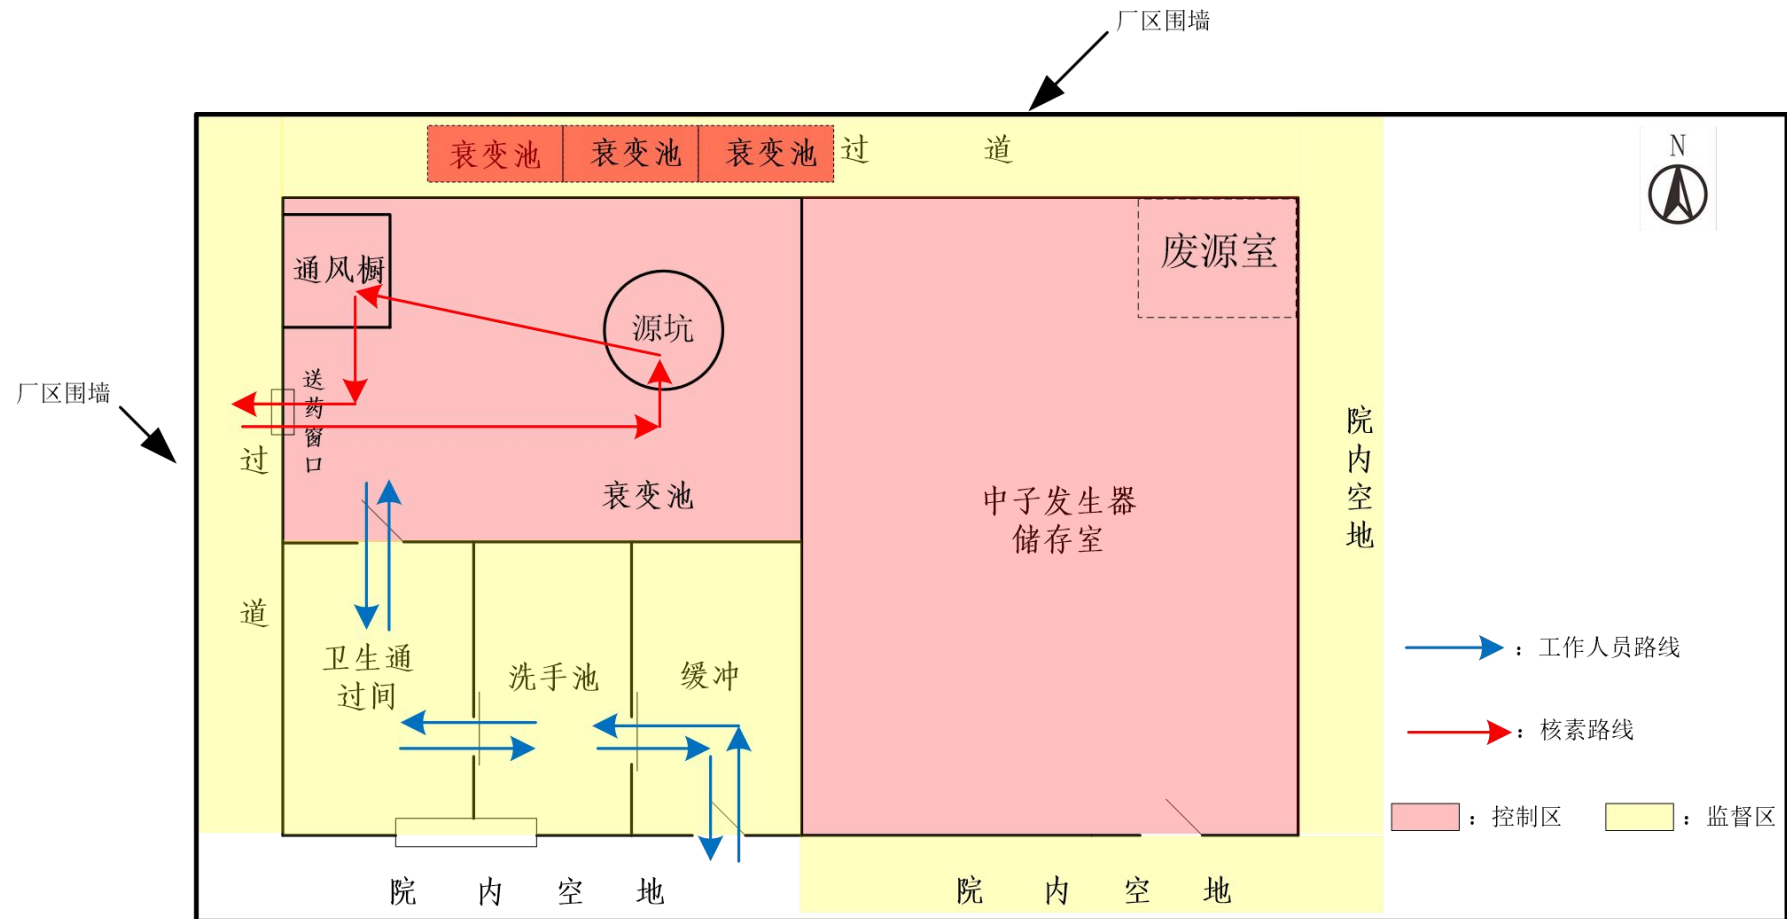 厂区围墙
衰变池
衰变池
衰变池
过道
N
通风橱
源坑
废源室
厂区围墙
送药窗口
过道
衰变池
中子发生器
储存室
院内空地
卫生通
过间
洗手池
缓冲
：工作人员路线
：核素路线
：控制区
：监督区
院内空地
院内空地